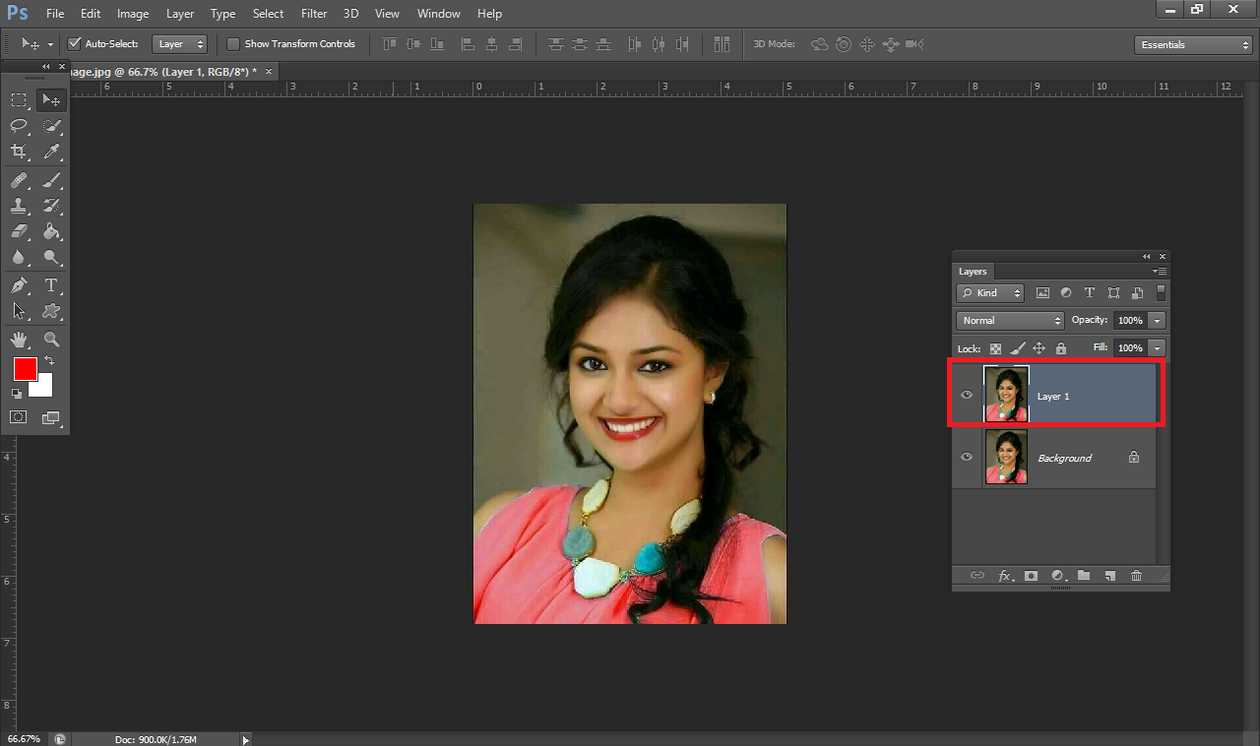 Ps File Edit Image Layer Type Select Filter 3D View Window Help
Auto-Select: Layer Show Transform Controls 3D Mode: Essentials
age.jpg @ 66.7% (Layer 1, RGB/8*) * ×
6 5 4 3 2 1 0 1 2 3 4 5 6 7 8 9 10 11 12
Layers
Kind T
Normal Opacity: 100%
Lock: Fill: 100%
Layer 1
Background
fx
T
4
5
6
7
8
66.67% Doc: 900.0K/1.76M